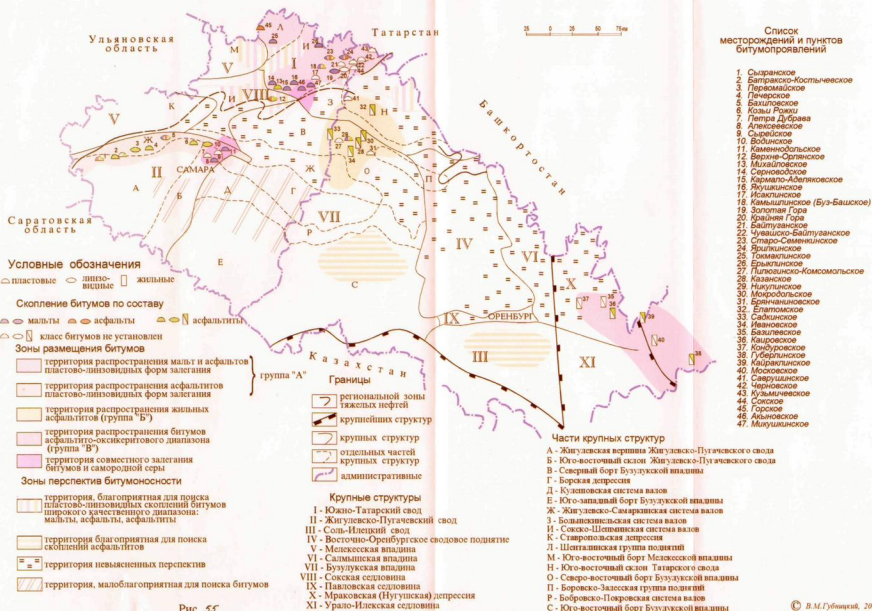 Ульяновская
область
Татарстан
Башкортостан
Саратовская
область
Казахстан
САМАРА
ОРЕНБУРГ
25 0 25 50 75км
Список
месторождений и пунктов
битумопроявлений
1. Сызранское
2. Батракско-Костычевское
3. Первомайское
4. Печерское
5. Бахиловское
6. Козьи Рожки
7. Петра Дубрава
8. Алексеевское
9. Сырейское
10. Водинское
11. Каменнодольское
12. Верхне-Орлянское
13. Михайловское
14. Серноводское
15. Кармало-Аделяковское
16. Якушкинское
17. Исаклинское
18. Камышлинское (Буз-Башское)
19. Золотая Гора
20. Крайняя Гора
21. Байтуганское
22. Чувашско-Байтуганское
23. Старо-Семенкинское
24. Ярилкинское
25. Токмаклинское
26. Ерыклинское
27. Пилюгинско-Комсомольское
28. Казанское
29. Никулинское
30. Мокродольское
31. Брянчаниновское
32. Елатомское
33. Садкинское
34. Ивановское
35. Базилевское
36. Каировское
37. Кондуровское
38. Губерлинское
39. Кайраклинское
40. Московское
41. Саврушинское
42. Черновское
43. Кузьмичевское
44. Сокское
45. Горское
46. Акыновское
47. Микушкинское
Условные обозначения
пластовые линзо-
видные жильные
Скопление битумов по составу
мальты асфальты асфальтиты
класс битумов не установлен
Зоны размещения битумов
территория распространения мальт и асфальтов
пластово-линзовидных форм залегания
территория распространения асфальтитов
пластово-линзовидных форм залегания
группа "А"
территория распространения жильных
асфальтитов (группа "Б")
территория распространения битумов
асфальтито-оксикеритового диапазона
(группа "В")
территория совместного залегания
битумов и самородной серы
Зоны перспектив битумоносности
территория, благоприятная для поиска
пластово-линзовидных скоплений битумов
широкого качественного диапазона:
мальты, асфальты, асфальтиты
территория благоприятная для поиска
скоплений асфальтитов
территория невыясненных перспектив
территория, малоблагоприятная для поиска битумов
Рис. 55
Границы
региональной зоны
тяжелых нефтей
крупнейших структур
крупных структур
отдельных частей
крупных структур
административные
Крупные структуры
I - Южно-Татарский свод
II - Жигулевско-Пугачевский свод
III - Соль-Илецкий свод
IV - Восточно-Оренбургское сводовое поднятие
V - Мелекесская впадина
VI - Салмышская впадина
VII - Бузулукская впадина
VIII - Сокская седловина
IX - Павловская седловина
X - Мраковская (Нугушская) депрессия
XI - Урало-Илекская седловина
Части крупных структур
А - Жигулевская вершина Жигулевско-Пугачевского свода
Б - Юго-восточный склон Жигулевско-Пугачевского свода
В - Северный борт Бузулукской впадины
Г - Борская депрессия
Д - Кулешовская система валов
Е - Юго-западный борт Бузулукской впадины
Ж - Жигулевско-Самаркинская система валов
З - Большекинельская система валов
И - Сокско-Шешминская система валов
К - Ставропольская депрессия
Л - Шенталинская группа поднятий
М - Юго-восточный борт Мелекесской впадины
Н - Юго-восточный склон Татарского свода
О - Северо-восточный борт Бузулукской впадины
П - Боровско-Залесская группа поднятий
Р - Бобровско-Покровская система валов
С - Юго-восточный борт Бузулукской впадины
© В.М.Губницкий, 20